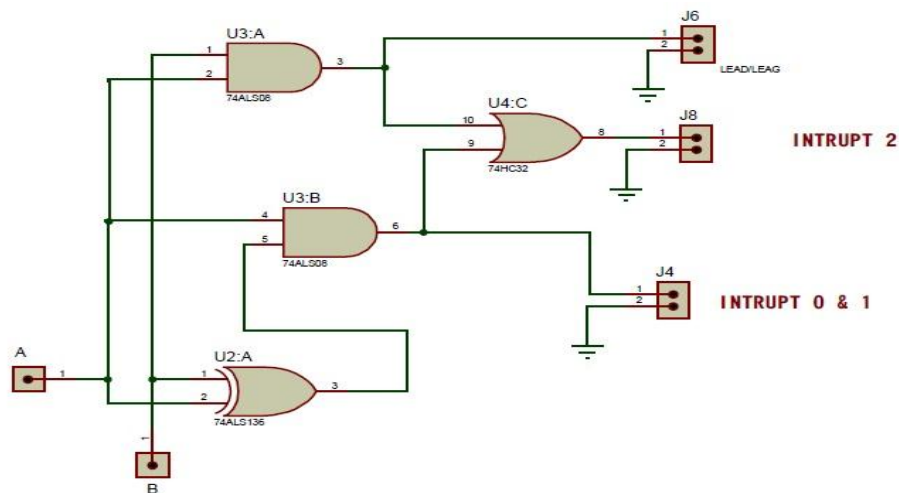 J6
U3:A
1
2
3
1
2
74ALS08
LEAD/LEAG
U4:C
J8
10
9
8
1
2
INTRUPT 2
74HC32
U3:B
4
5
6
74ALS08
J4
1
2
INTRUPT 0 & 1
A
1
U2:A
1
2
3
74ALS136
1
B